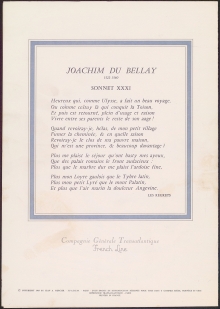 JOACHIM DU BELLAY
SONNET XXXI
Heureux qui, comme Ulysse, a fait un beau voyage,
Ou comme celuy là qui conquit la Toison,
Et puis est retourné, plein d'usage et raison
Vivre entre ses parents le reste de son âge!
Quand revoiray-je, hélas, de mon petit village
Fumer la cheminée, & en quelle saison
Revoiray-je le clos de ma pauvre maison,
Qui m'est une province, & beaucoup davantage?
Plus me plaist le séjour qu'ont basty mes ayeux,
Que des palais romains le front audacieux:
Plus que le marbre dur me plaist l'ardoise fine,
Plus mon Loyre gaulois que le Tybre latin,
Plus mon petit Lyré que le mont Palatin,
Et plus que l'air marin la doulceur Angevine.
LES REGRETS
Compagnie Générale Transatlantique
French Line